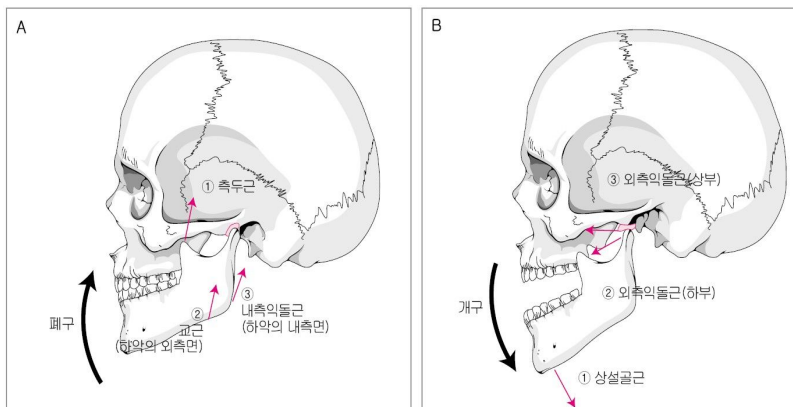 A
① 측두근
폐구
②
교근
(하악의 외측면)
③
내측익돌근
(하악의 내측면)
B
③ 외측익돌근(상부)
② 외측익돌근(하부)
개구
① 상설골근